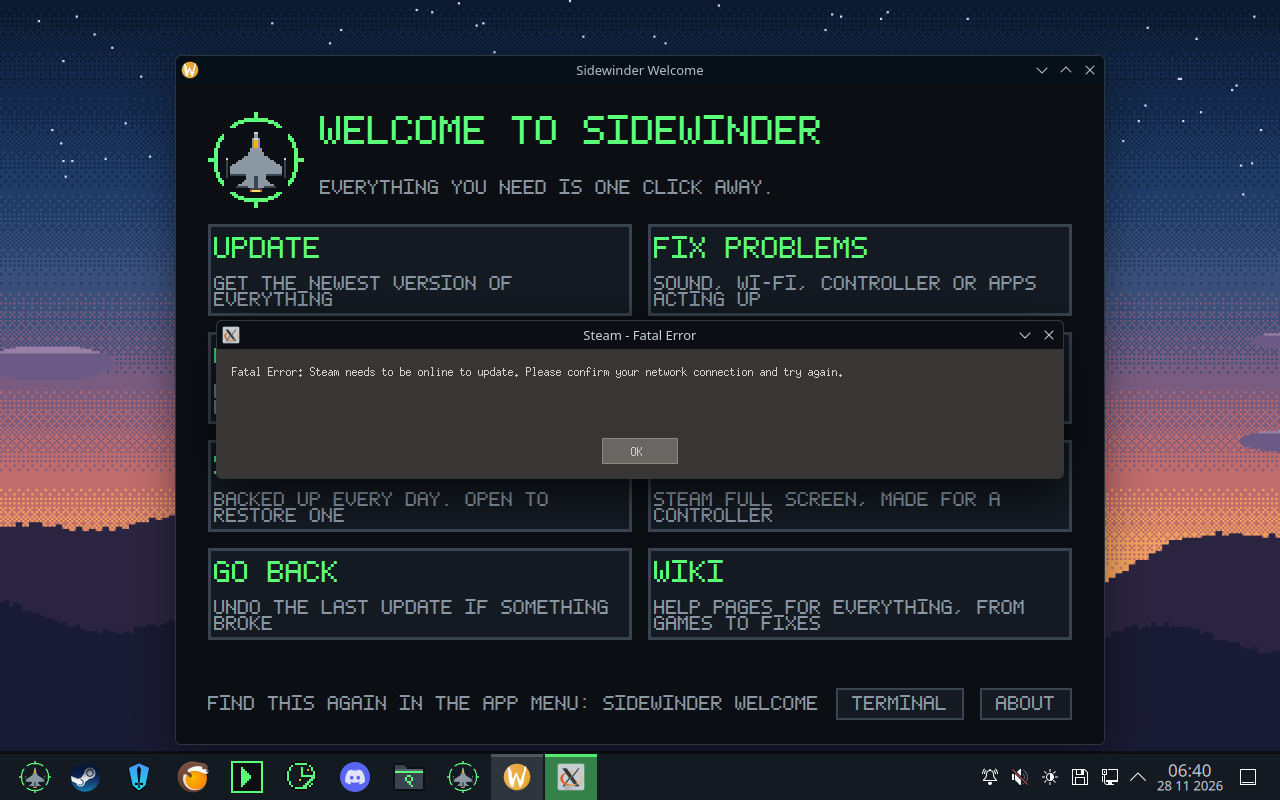 Sidewinder Welcome
WELCOME TO SIDEWINDER
EVERYTHING YOU NEED IS ONE CLICK AWAY.
UPDATE
GET THE NEWEST VERSION OF
EVERYTHING
FIX PROBLEMS
SOUND, WI-FI, CONTROLLER OR APPS
ACTING UP
Steam - Fatal Error
Fatal Error: Steam needs to be online to update. Please confirm your network connection and try again.
OK
BACKED UP EVERY DAY. OPEN TO
RESTORE ONE
STEAM FULL SCREEN, MADE FOR A
CONTROLLER
GO BACK
UNDO THE LAST UPDATE IF SOMETHING
BROKE
WIKI
HELP PAGES FOR EVERYTHING, FROM
GAMES TO FIXES
FIND THIS AGAIN IN THE APP MENU: SIDEWINDER WELCOME
TERMINAL
ABOUT
06:40
28 11 2026